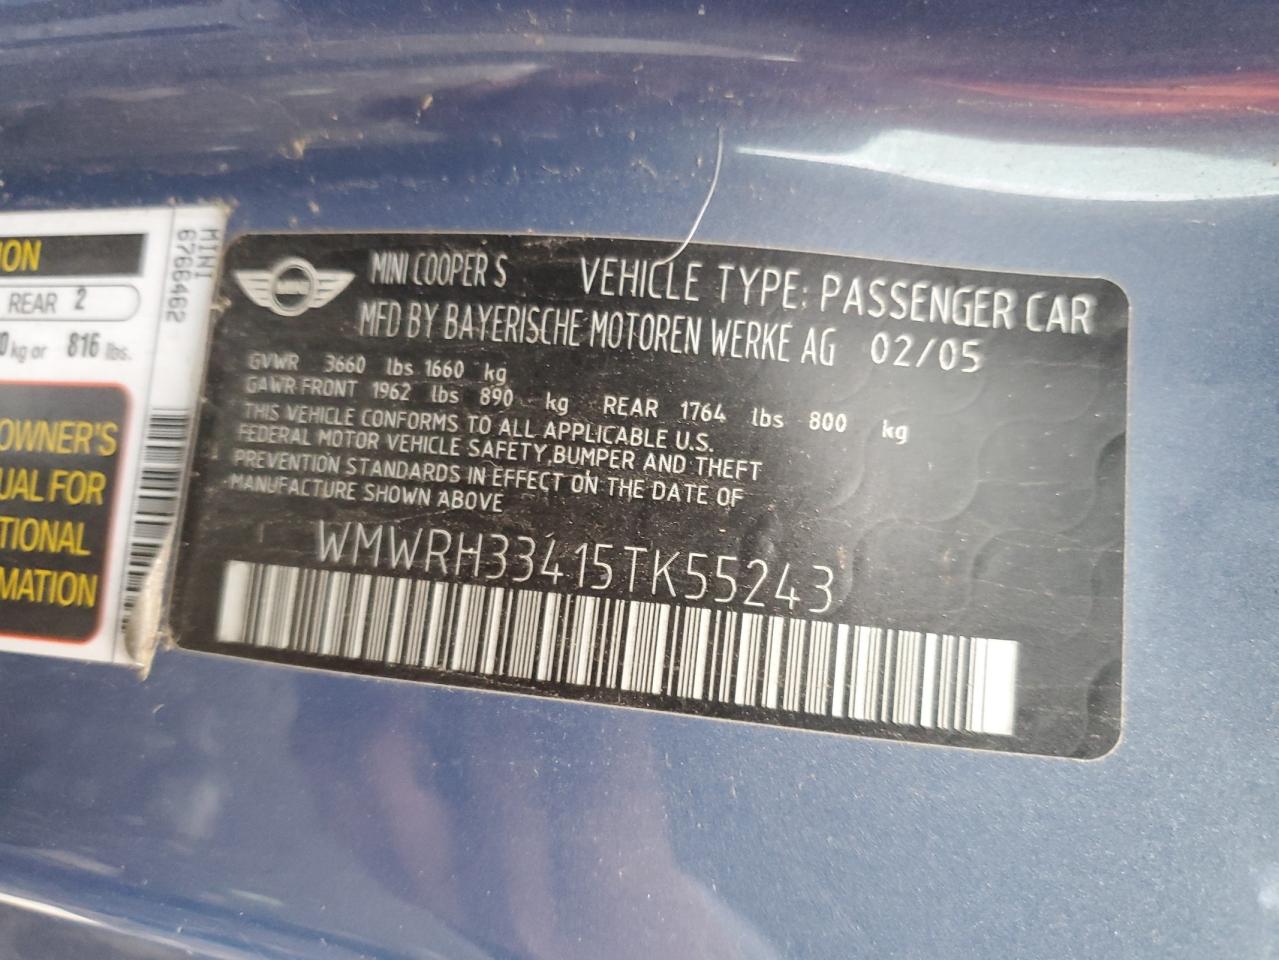 ION
REAR 2
0 kg or 816 lbs.
OWNER'S
UAL FOR
TIONAL
MATION
MINI
6766462
MINI
MINI COOPER S VEHICLE TYPE: PASSENGER CAR
MFD BY BAYERISCHE MOTOREN WERKE AG 02/05
GVWR 3660 lbs 1660 kg
GAWR FRONT 1962 lbs 890 kg REAR 1764 lbs 800 kg
THIS VEHICLE CONFORMS TO ALL APPLICABLE U.S.
FEDERAL MOTOR VEHICLE SAFETY,BUMPER AND THEFT
PREVENTION STANDARDS IN EFFECT ON THE DATE OF
MANUFACTURE SHOWN ABOVE
WMWRH33415TK55243